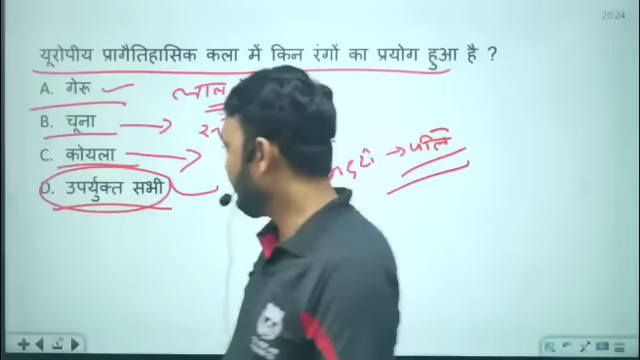 20:24
यूरोपीय प्रागैतिहासिक कला में किन रंगों का प्रयोग हुआ है ?
A. गेरू
लाल
B. चूना
C. कोयला
D. उपर्युक्त सभी